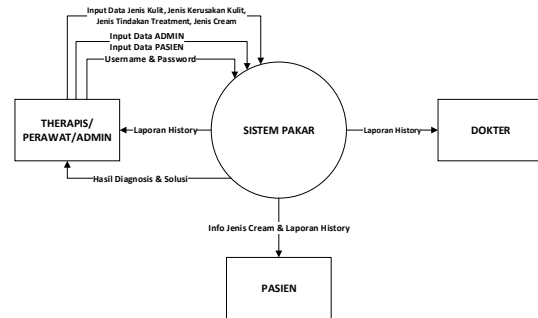 Input Data Jenis Kulit, Jenis Kerusakan Kulit,
Jenis Tindakan Treatment, Jenis Cream
Input Data ADMIN
Input Data PASIEN
Username & Password
THERAPIS/
PERAWAT/ADMIN
Laporan History
SISTEM PAKAR
Laporan History
DOKTER
Hasil Diagnosis & Solusi
Info Jenis Cream & Laporan History
PASIEN